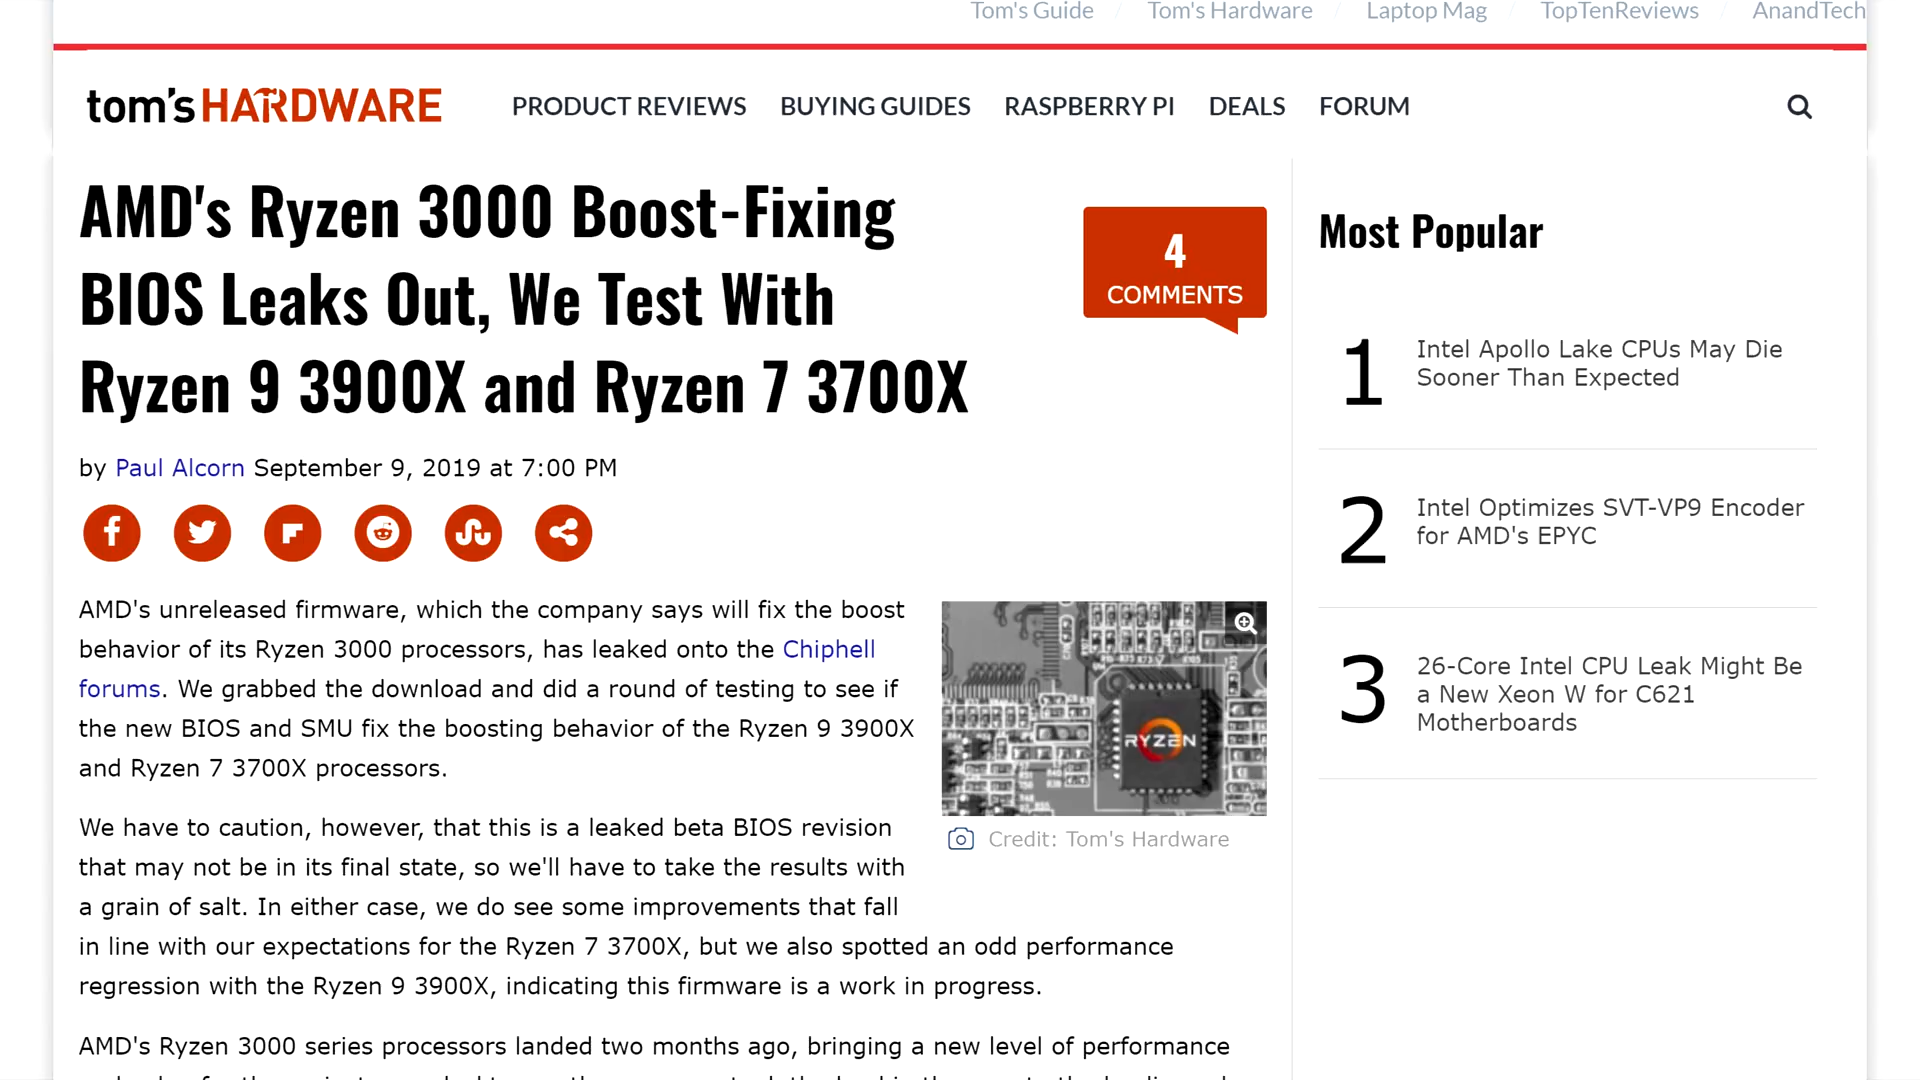 Tom's Guide / Tom's Hardware / Laptop Mag / TopTenReviews / AnandTech
tom's HARDWARE
PRODUCT REVIEWS BUYING GUIDES RASPBERRY PI DEALS FORUM
AMD's Ryzen 3000 Boost-Fixing
BIOS Leaks Out, We Test With
Ryzen 9 3900X and Ryzen 7 3700X
4
COMMENTS
by Paul Alcorn September 9, 2019 at 7:00 PM
AMD's unreleased firmware, which the company says will fix the boost
behavior of its Ryzen 3000 processors, has leaked onto the Chiphell
forums. We grabbed the download and did a round of testing to see if
the new BIOS and SMU fix the boosting behavior of the Ryzen 9 3900X
and Ryzen 7 3700X processors.
RYZEN
Credit: Tom's Hardware
We have to caution, however, that this is a leaked beta BIOS revision
that may not be in its final state, so we'll have to take the results with
a grain of salt. In either case, we do see some improvements that fall
in line with our expectations for the Ryzen 7 3700X, but we also spotted an odd performance
regression with the Ryzen 9 3900X, indicating this firmware is a work in progress.
AMD's Ryzen 3000 series processors landed two months ago, bringing a new level of performance
Most Popular
1
Intel Apollo Lake CPUs May Die
Sooner Than Expected
2
Intel Optimizes SVT-VP9 Encoder
for AMD's EPYC
3
26-Core Intel CPU Leak Might Be
a New Xeon W for C621
Motherboards